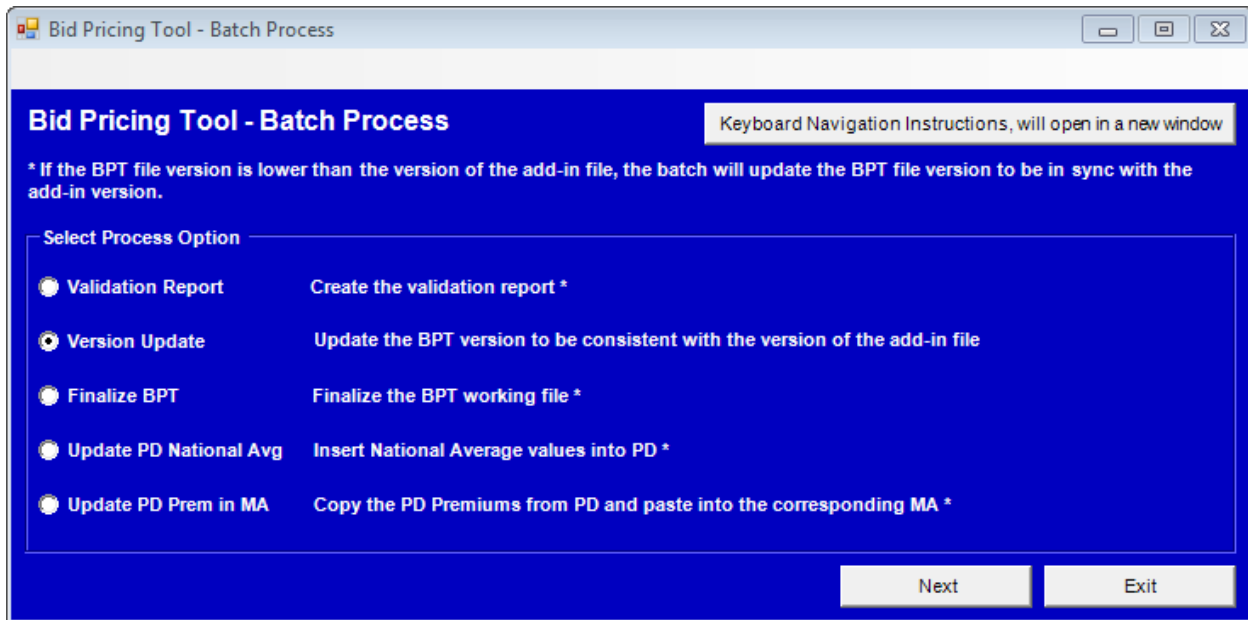 Bid Pricing Tool - Batch Process
Bid Pricing Tool - Batch Process
Keyboard Navigation Instructions, will open in a new window
* If the BPT file version is lower than the version of the add-in file, the batch will update the BPT file version to be in sync with the
add-in version.
Select Process Option
Validation Report Create the validation report *
Version Update Update the BPT version to be consistent with the version of the add-in file
Finalize BPT Finalize the BPT working file *
Update PD National Avg Insert National Average values into PD *
Update PD Prem in MA Copy the PD Premiums from PD and paste into the corresponding MA *
Next Exit